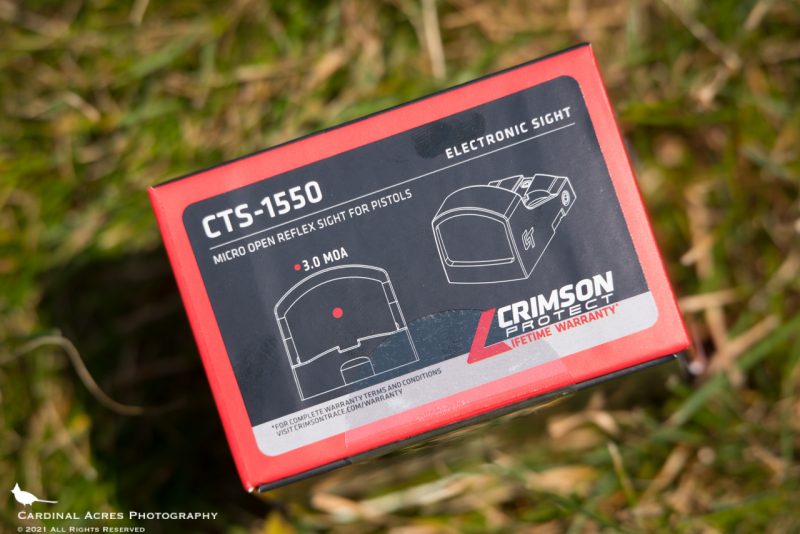 ELECTRONIC SIGHT
CTS-1550
MICRO OPEN REFLEX SIGHT FOR PISTOLS
3.0 MOA
CRIMSON
PROTECT
LIFETIME WARRANTY*
*FOR COMPLETE WARRANTY TERMS AND CONDITIONS
VISIT CRIMSONTRACE.COM/WARRANTY
CARDINAL ACRES PHOTOGRAPHY
© 2021 ALL RIGHTS RESERVED